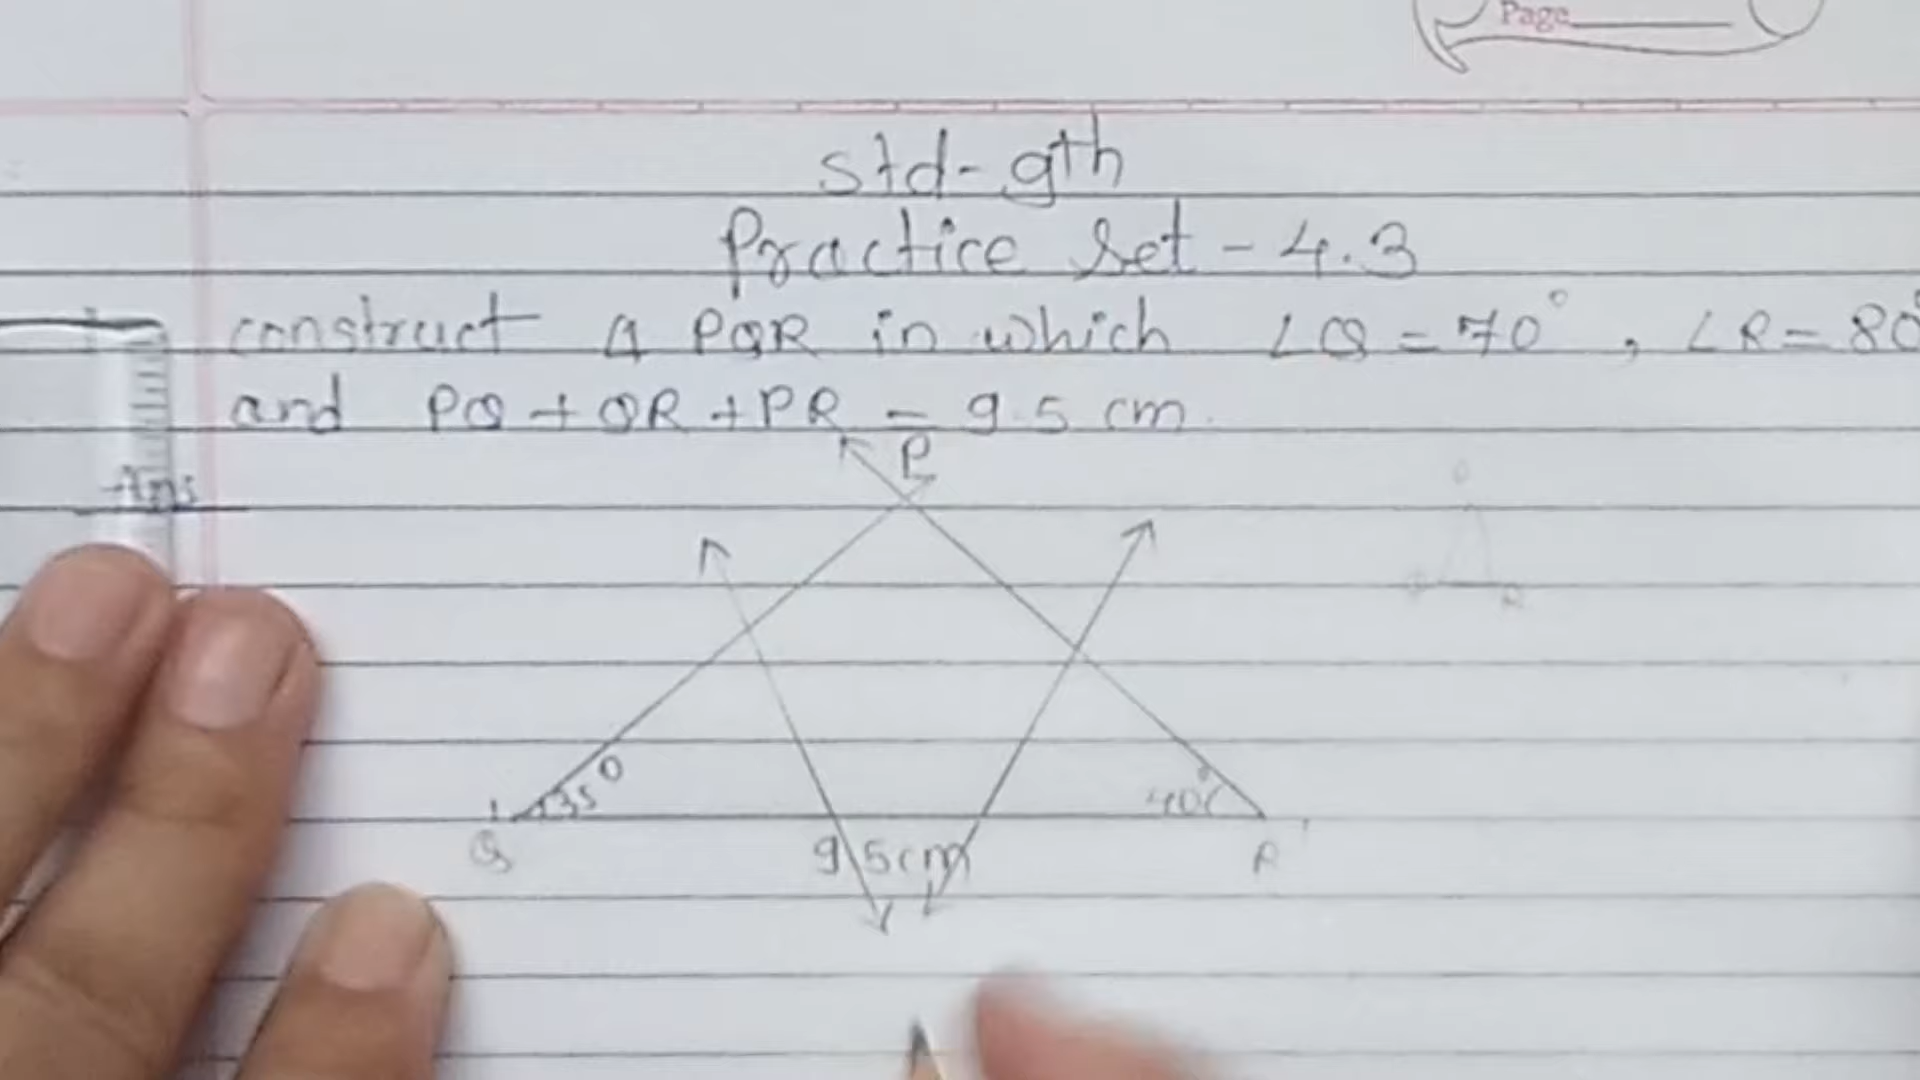 Page
Std - 9th
Practice Set - 4.3
construct Δ PQR in which ∠Q = 70°, ∠R = 80°
and PQ + QR + PR = 9.5 cm.
Ans
P
35°
40°
Q
9.5cm
R